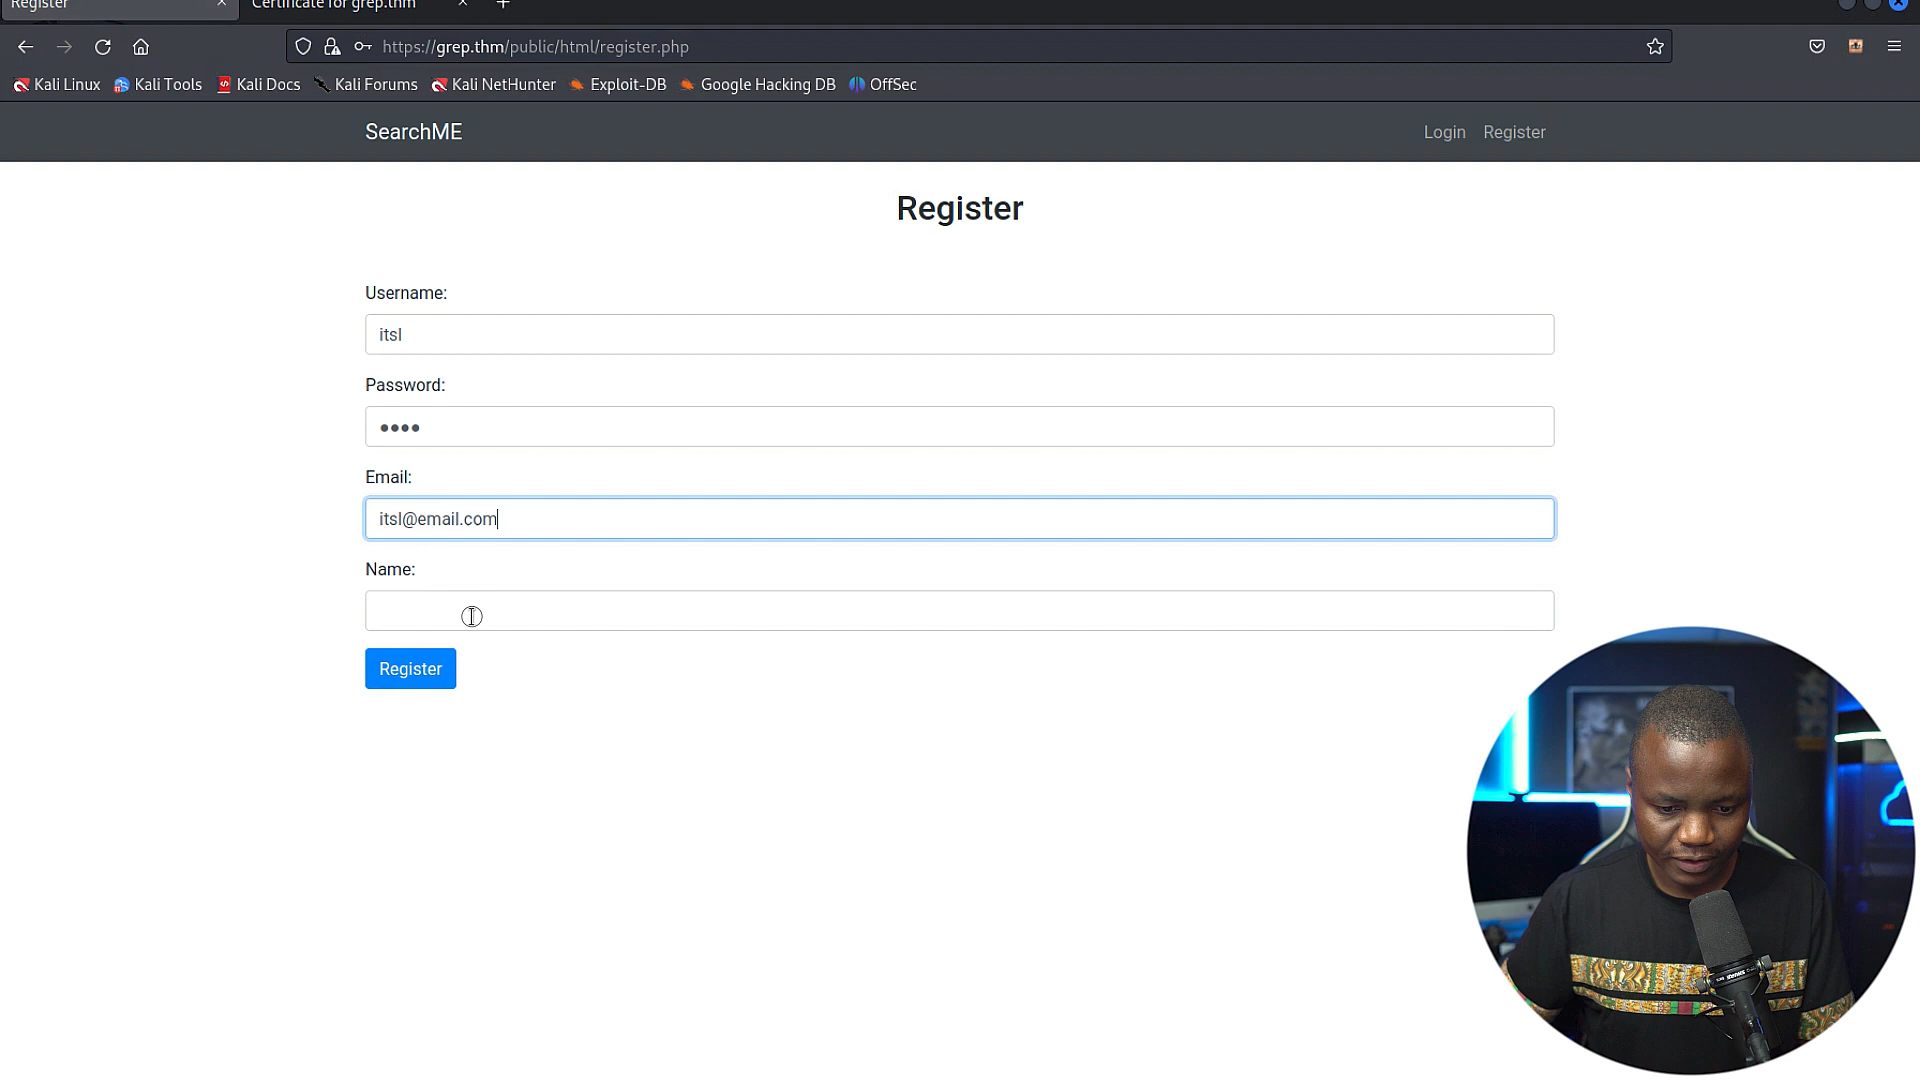 Register
Certificate for grep.thm
https://grep.thm/public/html/register.php
Kali Linux Kali Tools Kali Docs Kali Forums Kali NetHunter Exploit-DB Google Hacking DB OffSec
SearchME Login Register
Register
Username:
itsl
Password:
••••
Email:
itsl@email.com
Name:
Register